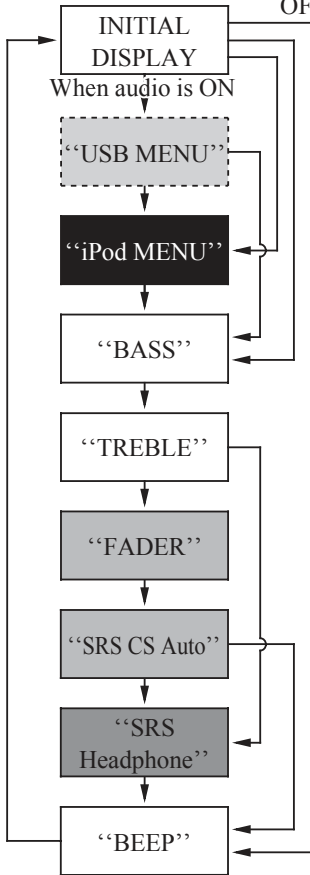 OF
INITIAL
DISPLAY
When audio is ON
‘‘USB MENU’’
‘‘iPod MENU’’
‘‘BASS’’
‘‘TREBLE’’
‘‘FADER’’
‘‘SRS CS Auto’’
‘‘SRS
Headphone’’
‘‘BEEP’’